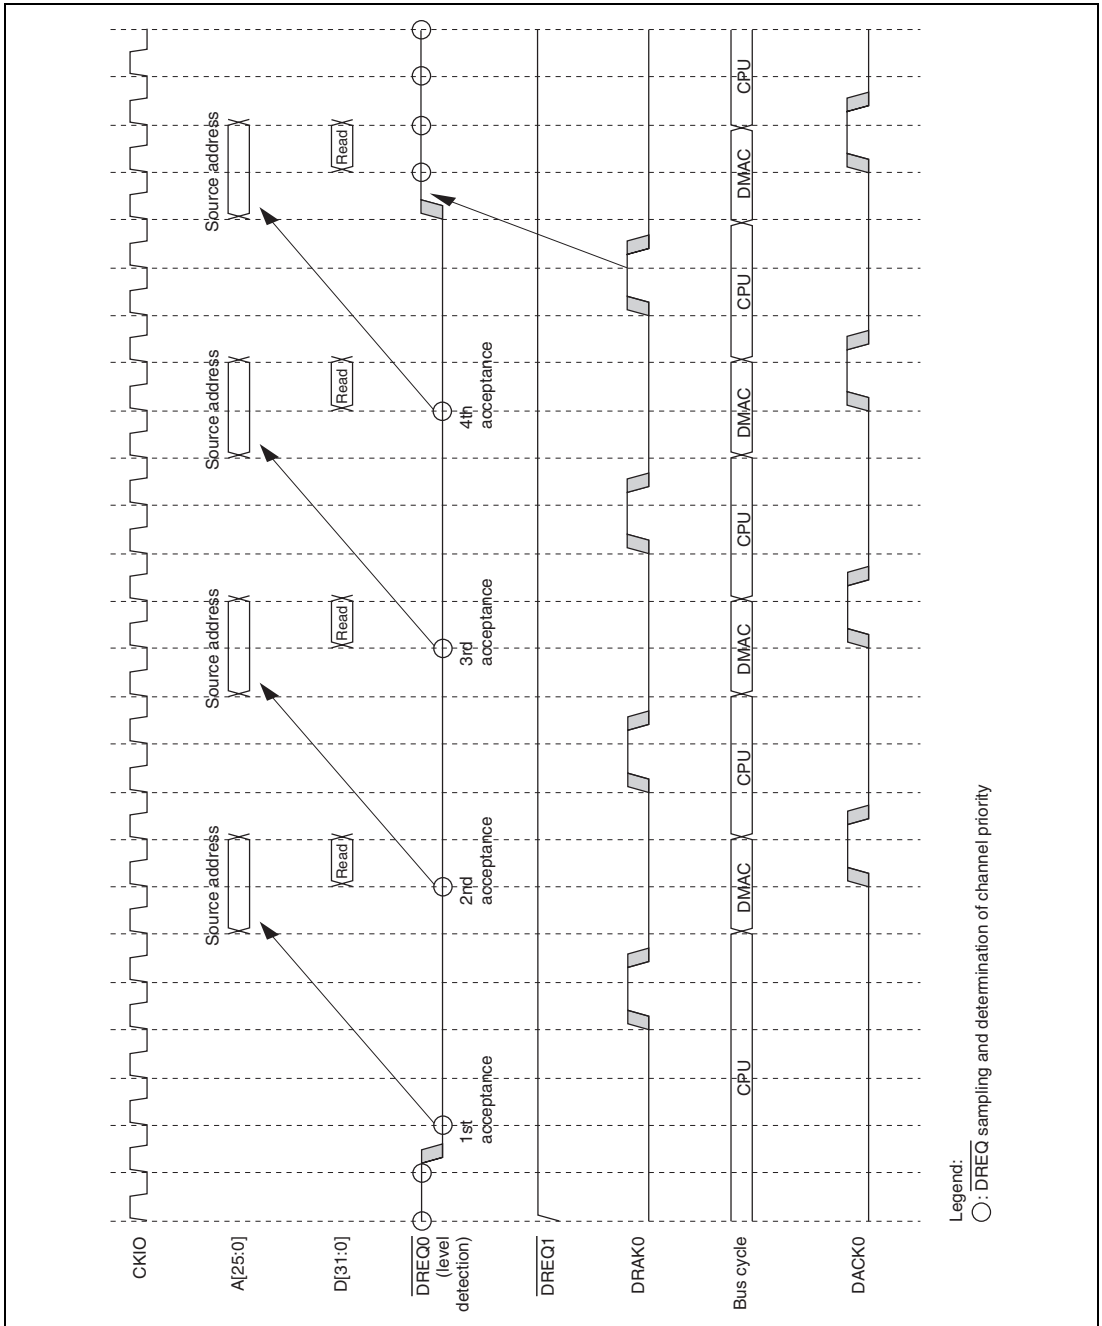 CKIO
A[25:0]
Source address
Source address
Source address
Source address
D[31:0]
Read
Read
Read
Read
DREQ0
(level
detection)
1st
acceptance
2nd
acceptance
3rd
acceptance
4th
acceptance
DREQ1
DRAK0
Bus cycle
CPU
DMAC
CPU
DMAC
CPU
DMAC
CPU
DMAC
CPU
DACK0
Legend:
: DREQ sampling and determination of channel priority